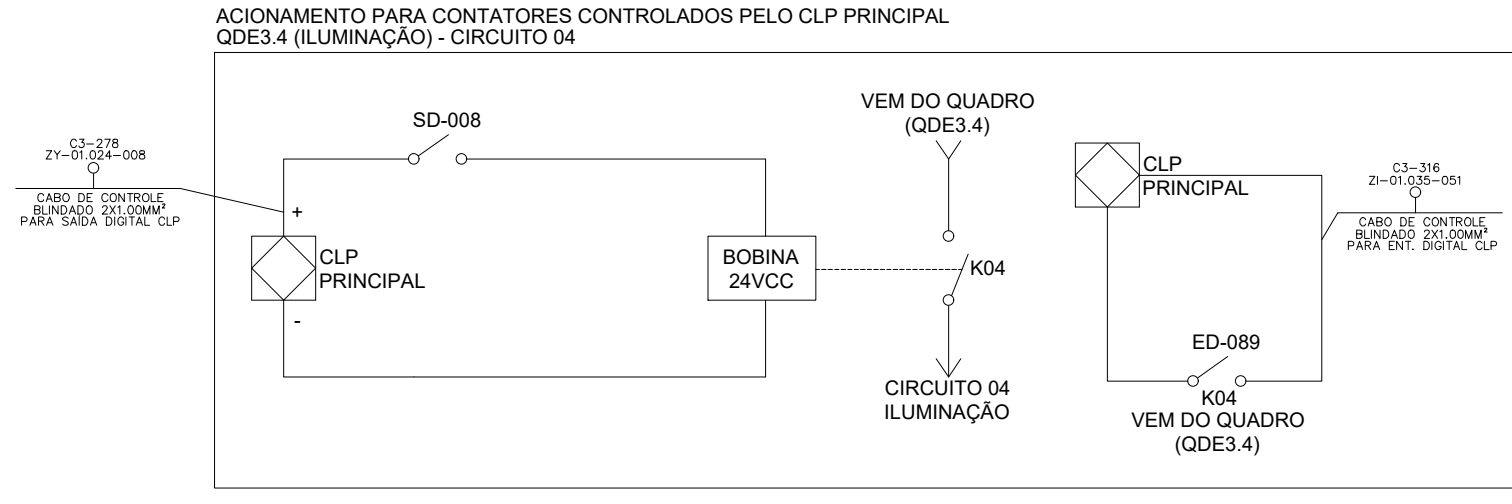 ACIONAMENTO PARA CONTATORES CONTROLADOS PELO CLP PRINCIPAL
QDE3.4 (ILUMINAÇÃO) - CIRCUITO 04
C3-278
ZY-01.024-008
CABO DE CONTROLE
BLINDADO 2X1.00MM²
PARA SAÍDA DIGITAL CLP
SD-008
+
CLP
PRINCIPAL
-
BOBINA
24VCC
VEM DO QUADRO
(QDE3.4)
K04
CIRCUITO 04
ILUMINAÇÃO
CLP
PRINCIPAL
ED-089
K04
VEM DO QUADRO
(QDE3.4)
C3-316
ZI-01.035-051
CABO DE CONTROLE
BLINDADO 2X1.00MM²
PARA ENT. DIGITAL CLP